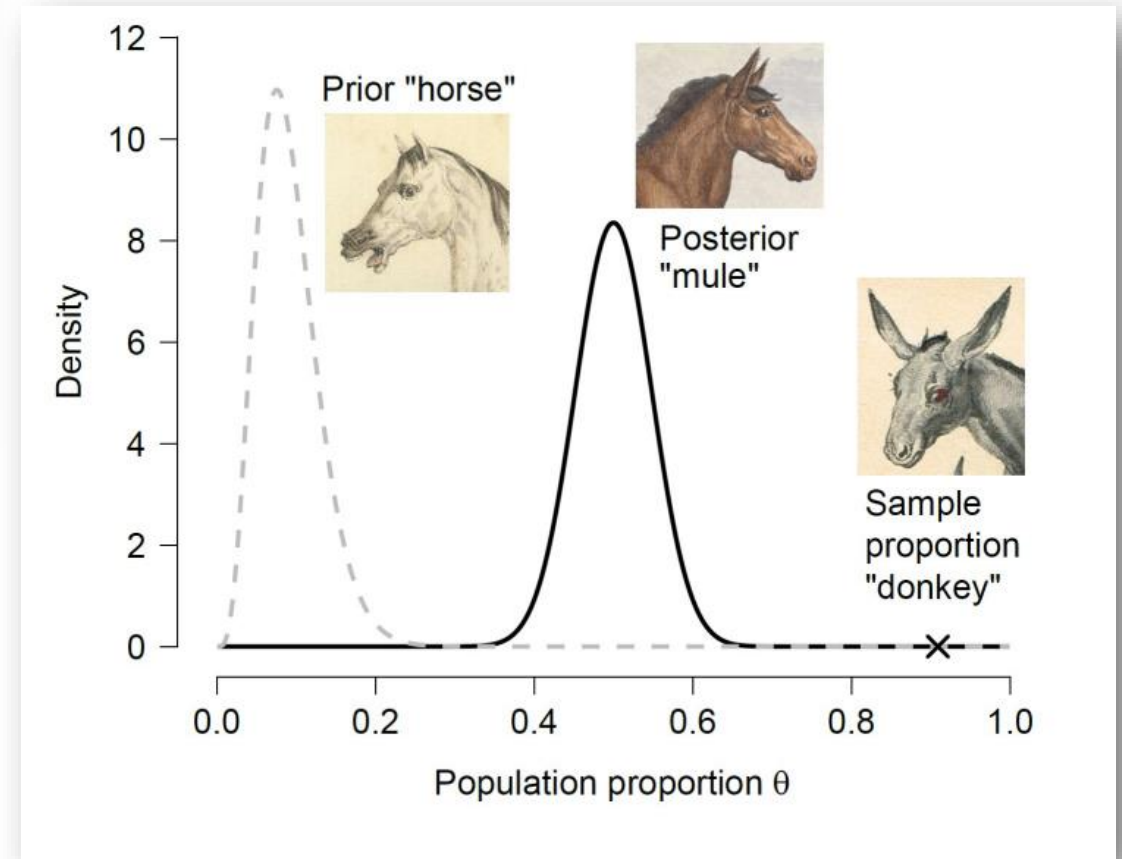 12
10
8
6
4
2
0
Density
Prior "horse"
Posterior
"mule"
Sample
proportion
"donkey"
0.0 0.2 0.4 0.6 0.8 1.0
Population proportion θ